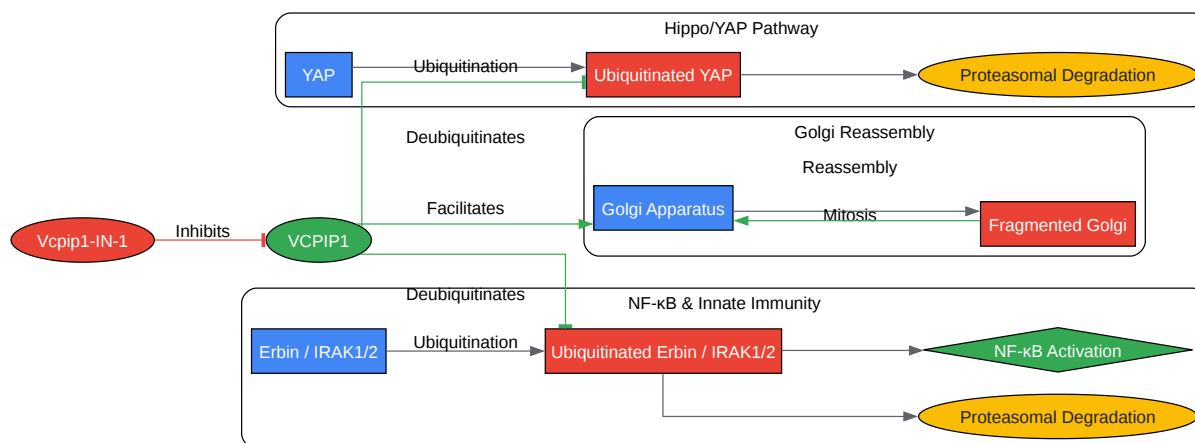 Hippo/YAP Pathway
YAP
Ubiquitination
Ubiquitinated YAP
Proteasomal Degradation
Deubiquitinates
Golgi Reassembly
Reassembly
Facilitates
Golgi Apparatus
Mitosis
Fragmented Golgi
Vcpip1-IN-1
Inhibits
VCPIP1
Deubiquitinates
NF-κB & Innate Immunity
Erbin / IRAK1/2
Ubiquitination
Ubiquitinated Erbin / IRAK1/2
NF-κB Activation
Proteasomal Degradation